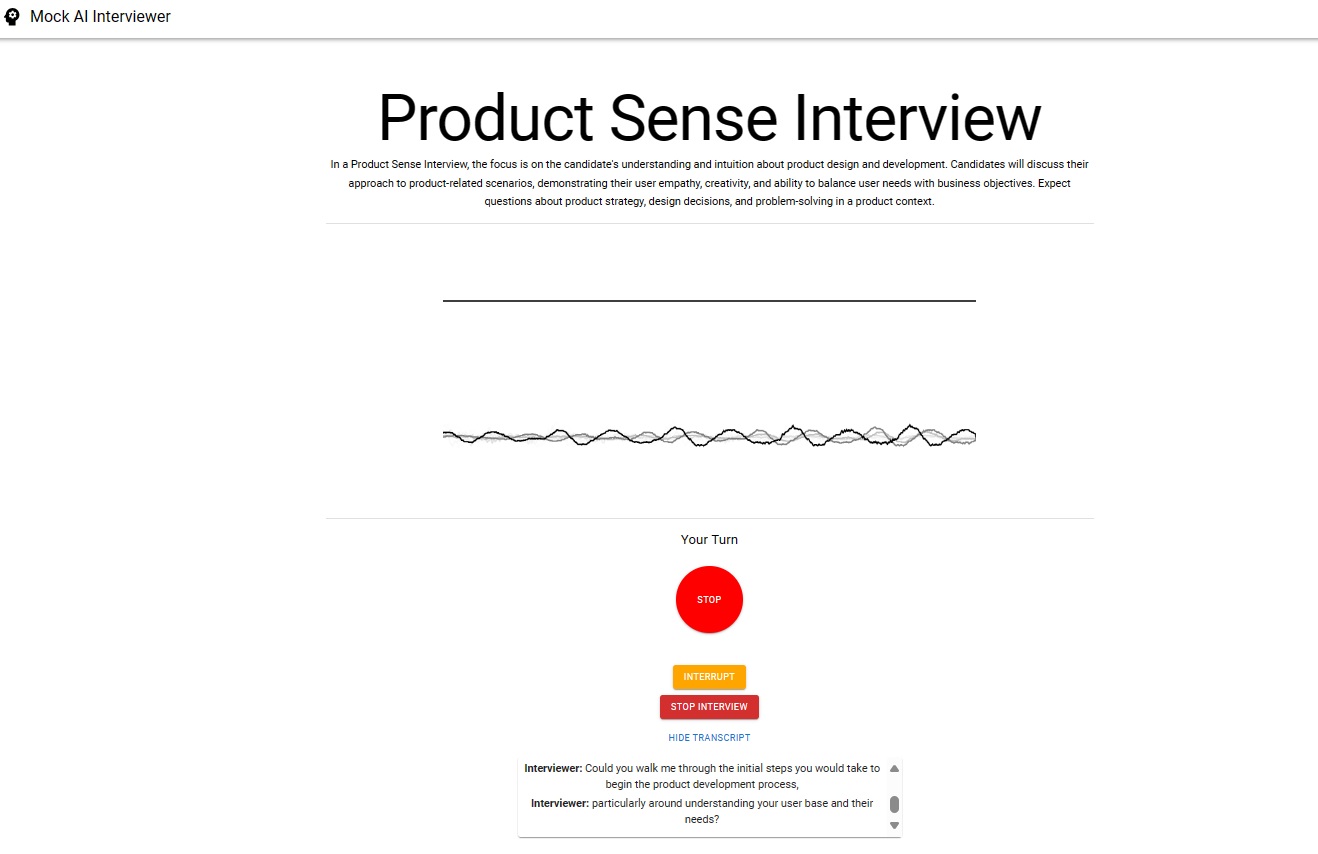 Mock AI Interviewer
Product Sense Interview
In a Product Sense Interview, the focus is on the candidate's understanding and intuition about product design and development. Candidates will discuss their
approach to product-related scenarios, demonstrating their user empathy, creativity, and ability to balance user needs with business objectives. Expect
questions about product strategy, design decisions, and problem-solving in a product context.
Your Turn
STOP
INTERRUPT
STOP INTERVIEW
HIDE TRANSCRIPT
Interviewer: Could you walk me through the initial steps you would take to
begin the product development process,
Interviewer: particularly around understanding your user base and their
needs?